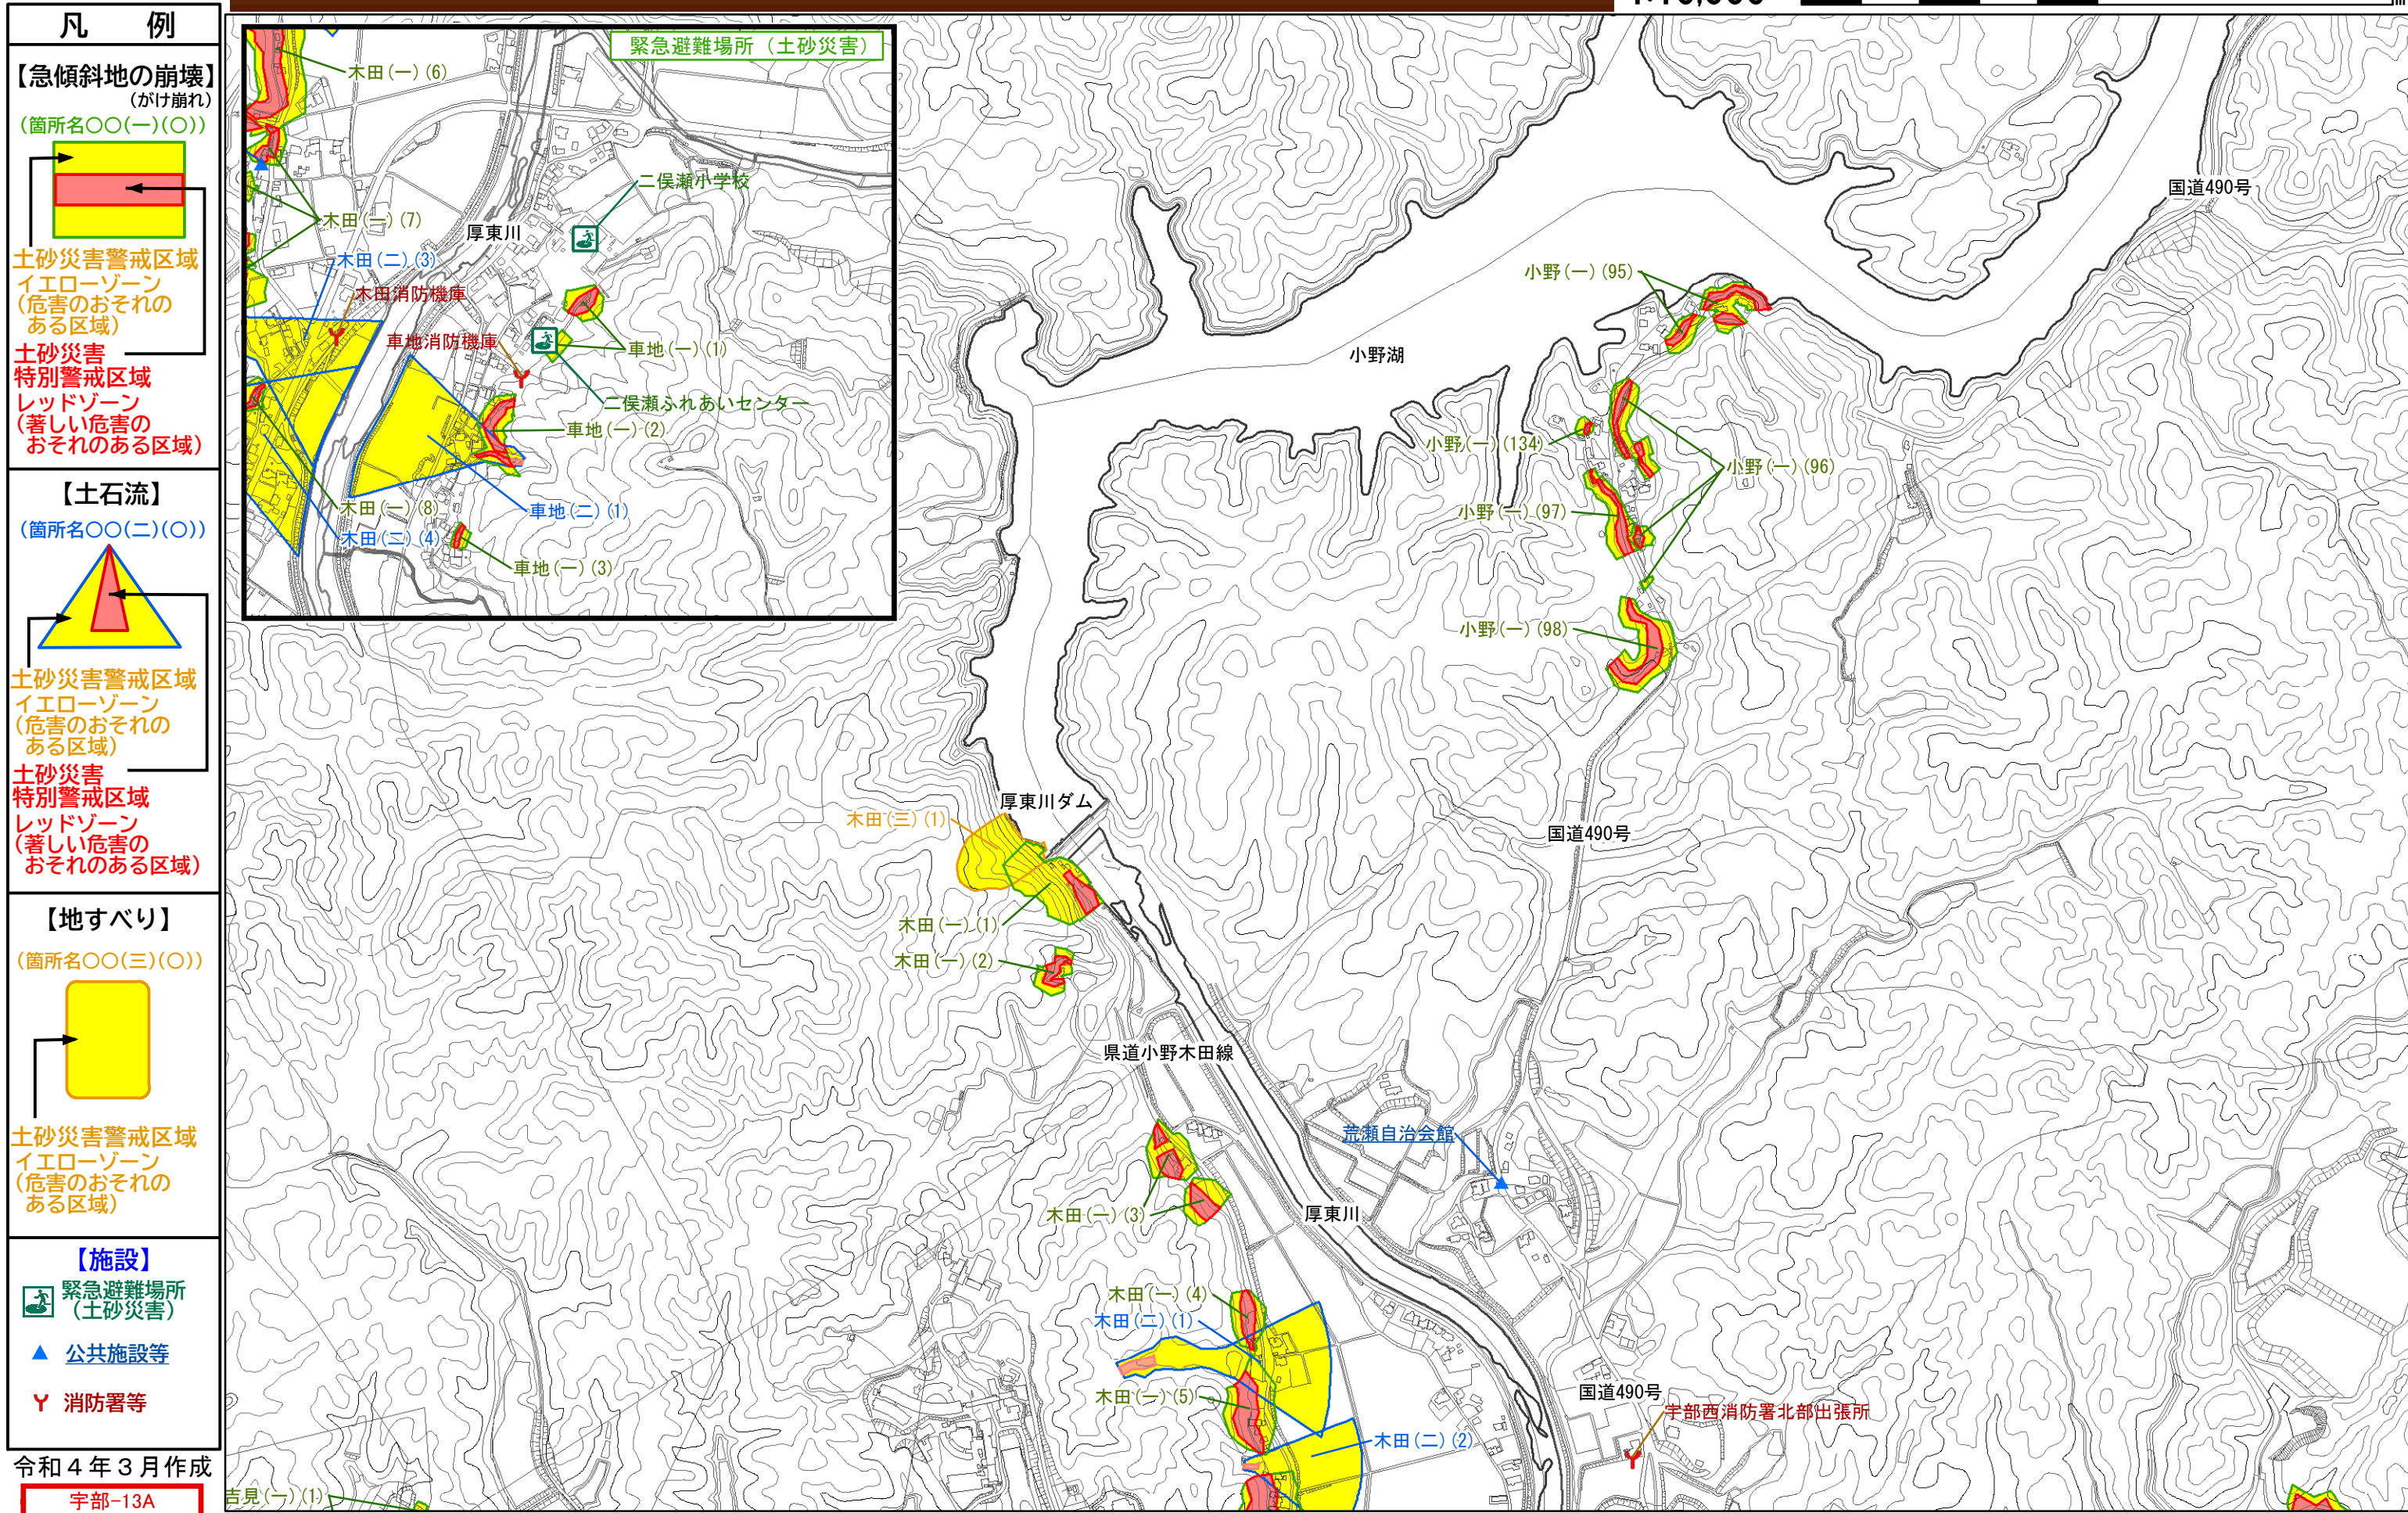 凡　例
【急傾斜地の崩壊】
(がけ崩れ)
(箇所名〇〇(一)(〇))
土砂災害警戒区域
イエローゾーン
(危害のおそれの
ある区域)
土砂災害
特別警戒区域
レッドゾーン
(著しい危害の
おそれのある区域)
【土石流】
(箇所名〇〇(二)(〇))
土砂災害警戒区域
イエローゾーン
(危害のおそれの
ある区域)
土砂災害
特別警戒区域
レッドゾーン
(著しい危害の
おそれのある区域)
【地すべり】
(箇所名〇〇(三)(〇))
土砂災害警戒区域
イエローゾーン
(危害のおそれの
ある区域)
【施設】
緊急避難場所
(土砂災害)
公共施設等
消防署等
令和４年３月作成
宇部-13A
緊急避難場所（土砂災害）
木田(一)(6)
二俣瀬小学校
木田(一)(7)
厚東川
木田(二)(3)
木田消防機庫
車地消防機庫
車地(一)(1)
二俣瀬ふれあいセンター
車地(一)(2)
木田(一)(8)
車地(二)(1)
木田(二)(4)
車地(一)(3)
国道490号
小野(一)(95)
小野湖
小野(一)(134)
小野(一)(96)
小野(一)(97)
小野(一)(98)
厚東川ダム
木田(三)(1)
国道490号
木田(一)(1)
木田(一)(2)
県道小野木田線
荒瀬自治会館
木田(一)(3)
厚東川
木田(一)(4)
木田(二)(1)
木田(一)(5)
国道490号
宇部西消防署北部出張所
木田(二)(2)
吉見(一)(1)